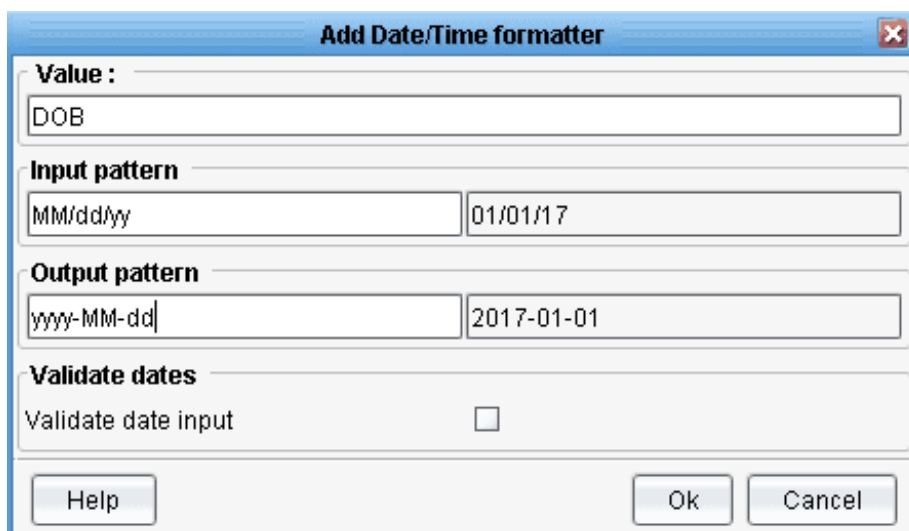 Add Date/Time formatter
Value :
DOB
Input pattern
MM/dd/yy 01/01/17
Output pattern
yyyy-MM-dd 2017-01-01
Validate dates
Validate date input
Help Ok Cancel